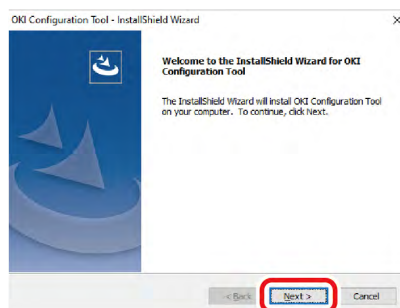 OKI Configuration Tool - InstallShield Wizard
Welcome to the InstallShield Wizard for OKI
Configuration Tool
The InstallShield Wizard will install OKI Configuration Tool
on your computer. To continue, click Next.
< Back
Next >
Cancel